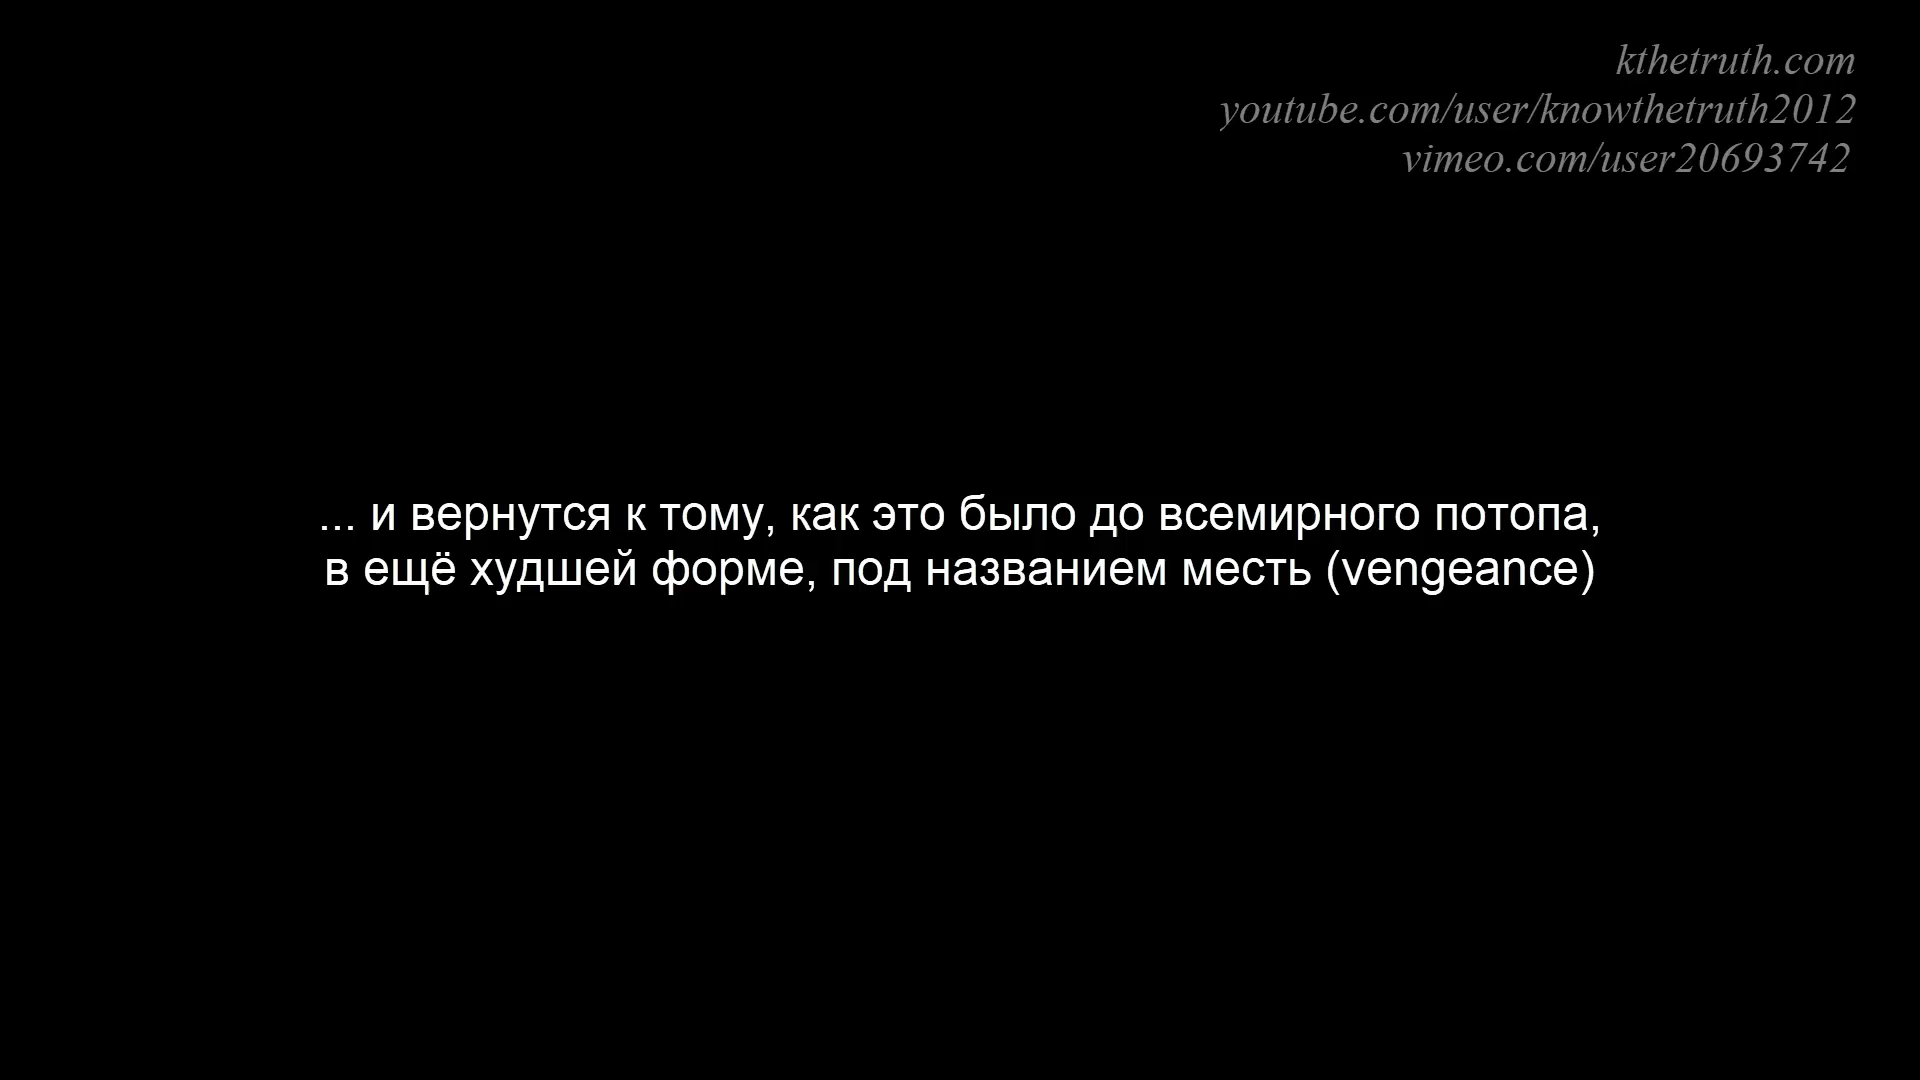 kthetruth.com
youtube.com/user/knowthetruth2012
vimeo.com/user20693742
... и вернутся к тому, как это было до всемирного потопа,
в ещё худшей форме, под названием месть (vengeance)